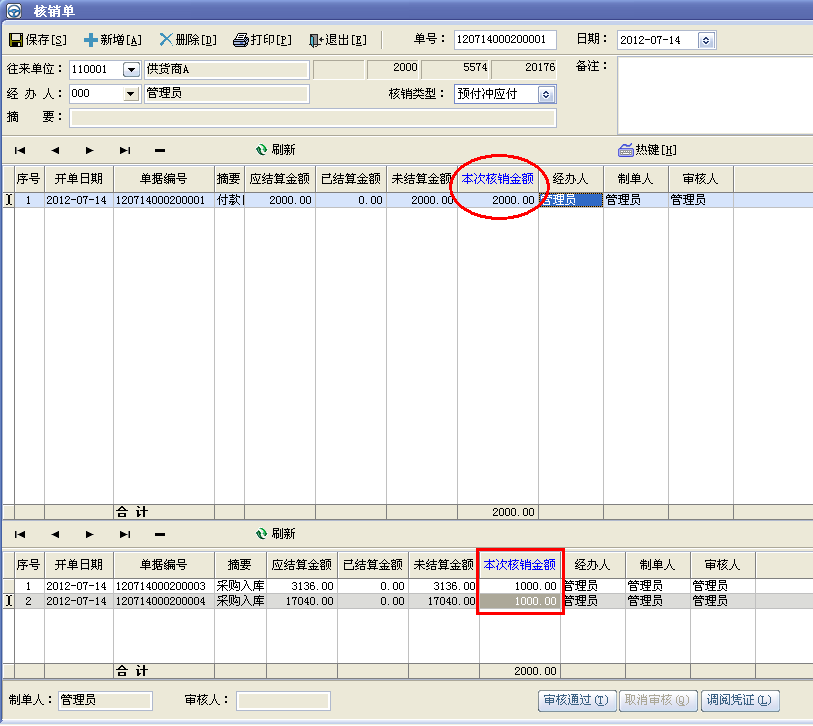 核销单
保存[S] 新增[A] 删除[D] 打印[P] 退出[E] 单号: 120714000200001 日期: 2012-07-14
往来单位: 110001 供货商A 2000 5574 20176 备注:
经 办 人: 000 管理员 核销类型: 预付冲应付
摘 要:
刷新 热键[H]
序号 开单日期 单据编号 摘要 应结算金额 已结算金额 未结算金额 本次核销金额 经办人 制单人 审核人
1 2012-07-14 120714000200001 付款 2000.00 0.00 2000.00 2000.00 管理员 管理员 管理员
合 计 2000.00
刷新
序号 开单日期 单据编号 摘要 应结算金额 已结算金额 未结算金额 本次核销金额 经办人 制单人 审核人
1 2012-07-14 120714000200003 采购入库 3136.00 0.00 3136.00 1000.00 管理员 管理员 管理员
2 2012-07-14 120714000200004 采购入库 17040.00 0.00 17040.00 1000.00 管理员 管理员 管理员
合 计 2000.00
制单人: 管理员 审核人: 审核通过(T) 取消审核(Q) 调阅凭证(L)